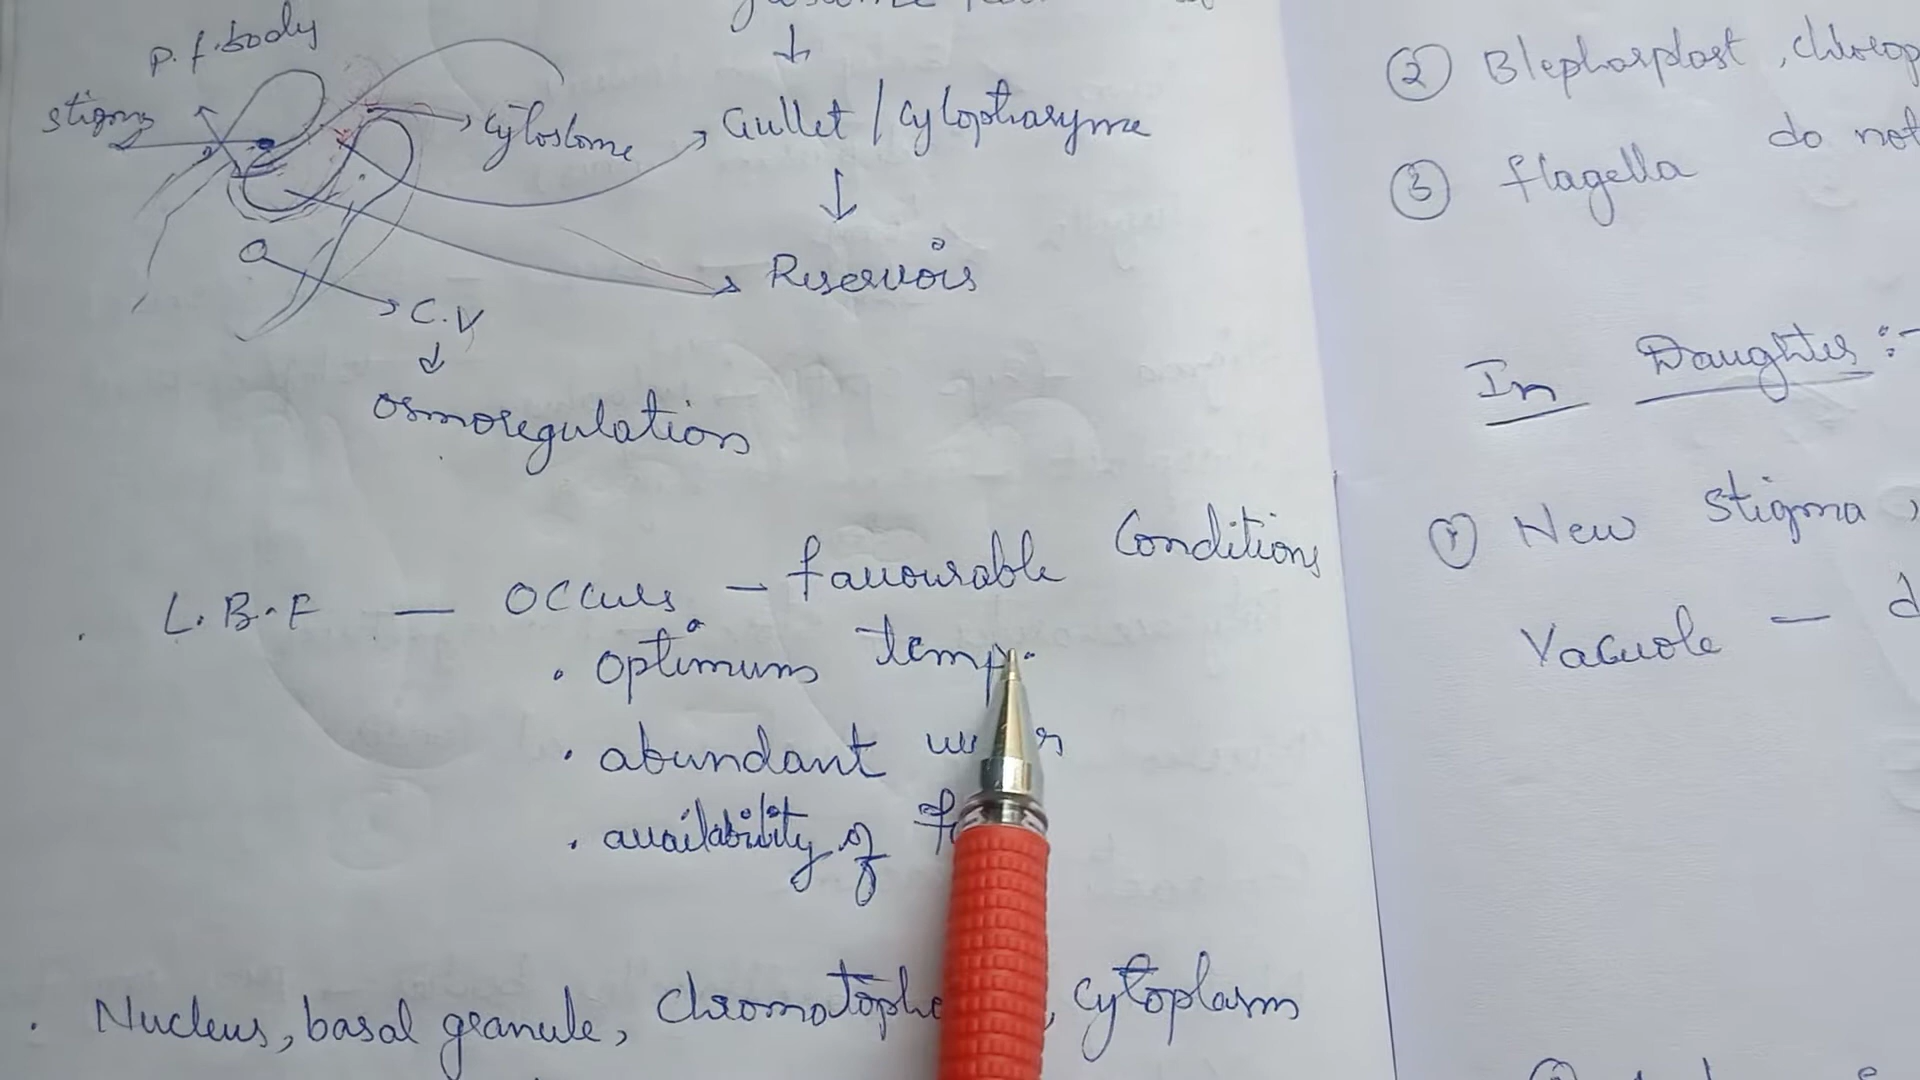 P.f.body
stigma
cytostome
Gullet / Cytopharynx
↓
Reservoir
C.V
↓
osmoregulation
L.B.F — Occurs – favourable Conditions
. optimum temp.
. abundant
. availability of
. Nucleus, basal granule, , cytoplasm
② Blepharplast,
do not
③ flagella
In Daughter :-
① New stigma,
Vacuole —